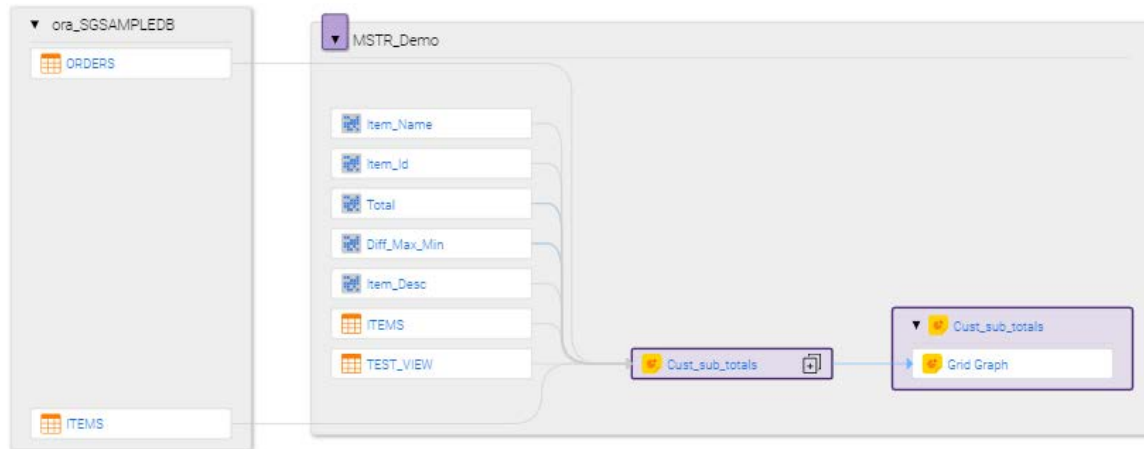 ora_SGSAMPLEDB
ORDERS
ITEMS
MSTR_Demo
Item_Name
Item_Id
Total
Diff_Max_Min
Item_Desc
ITEMS
TEST_VIEW
Cust_sub_totals
Cust_sub_totals
Grid Graph